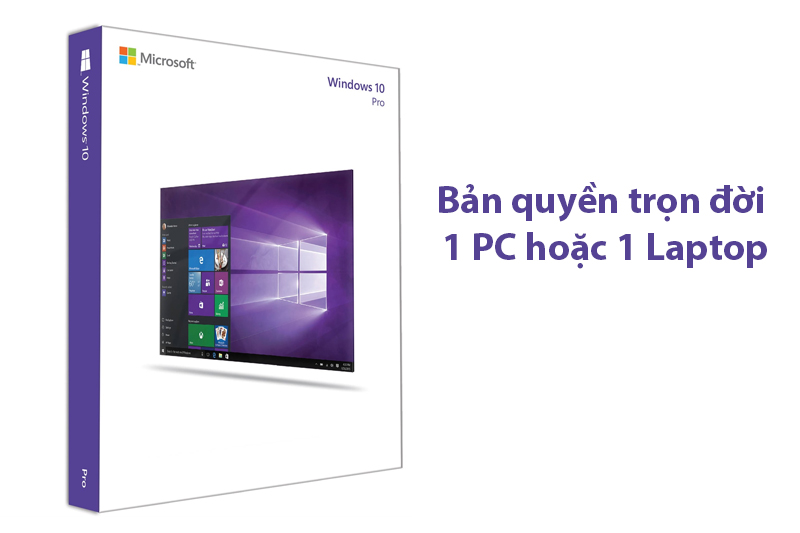 Microsoft
Windows 10
Pro
Windows 10
Pro
Bản quyền trọn đời
1 PC hoặc 1 Laptop